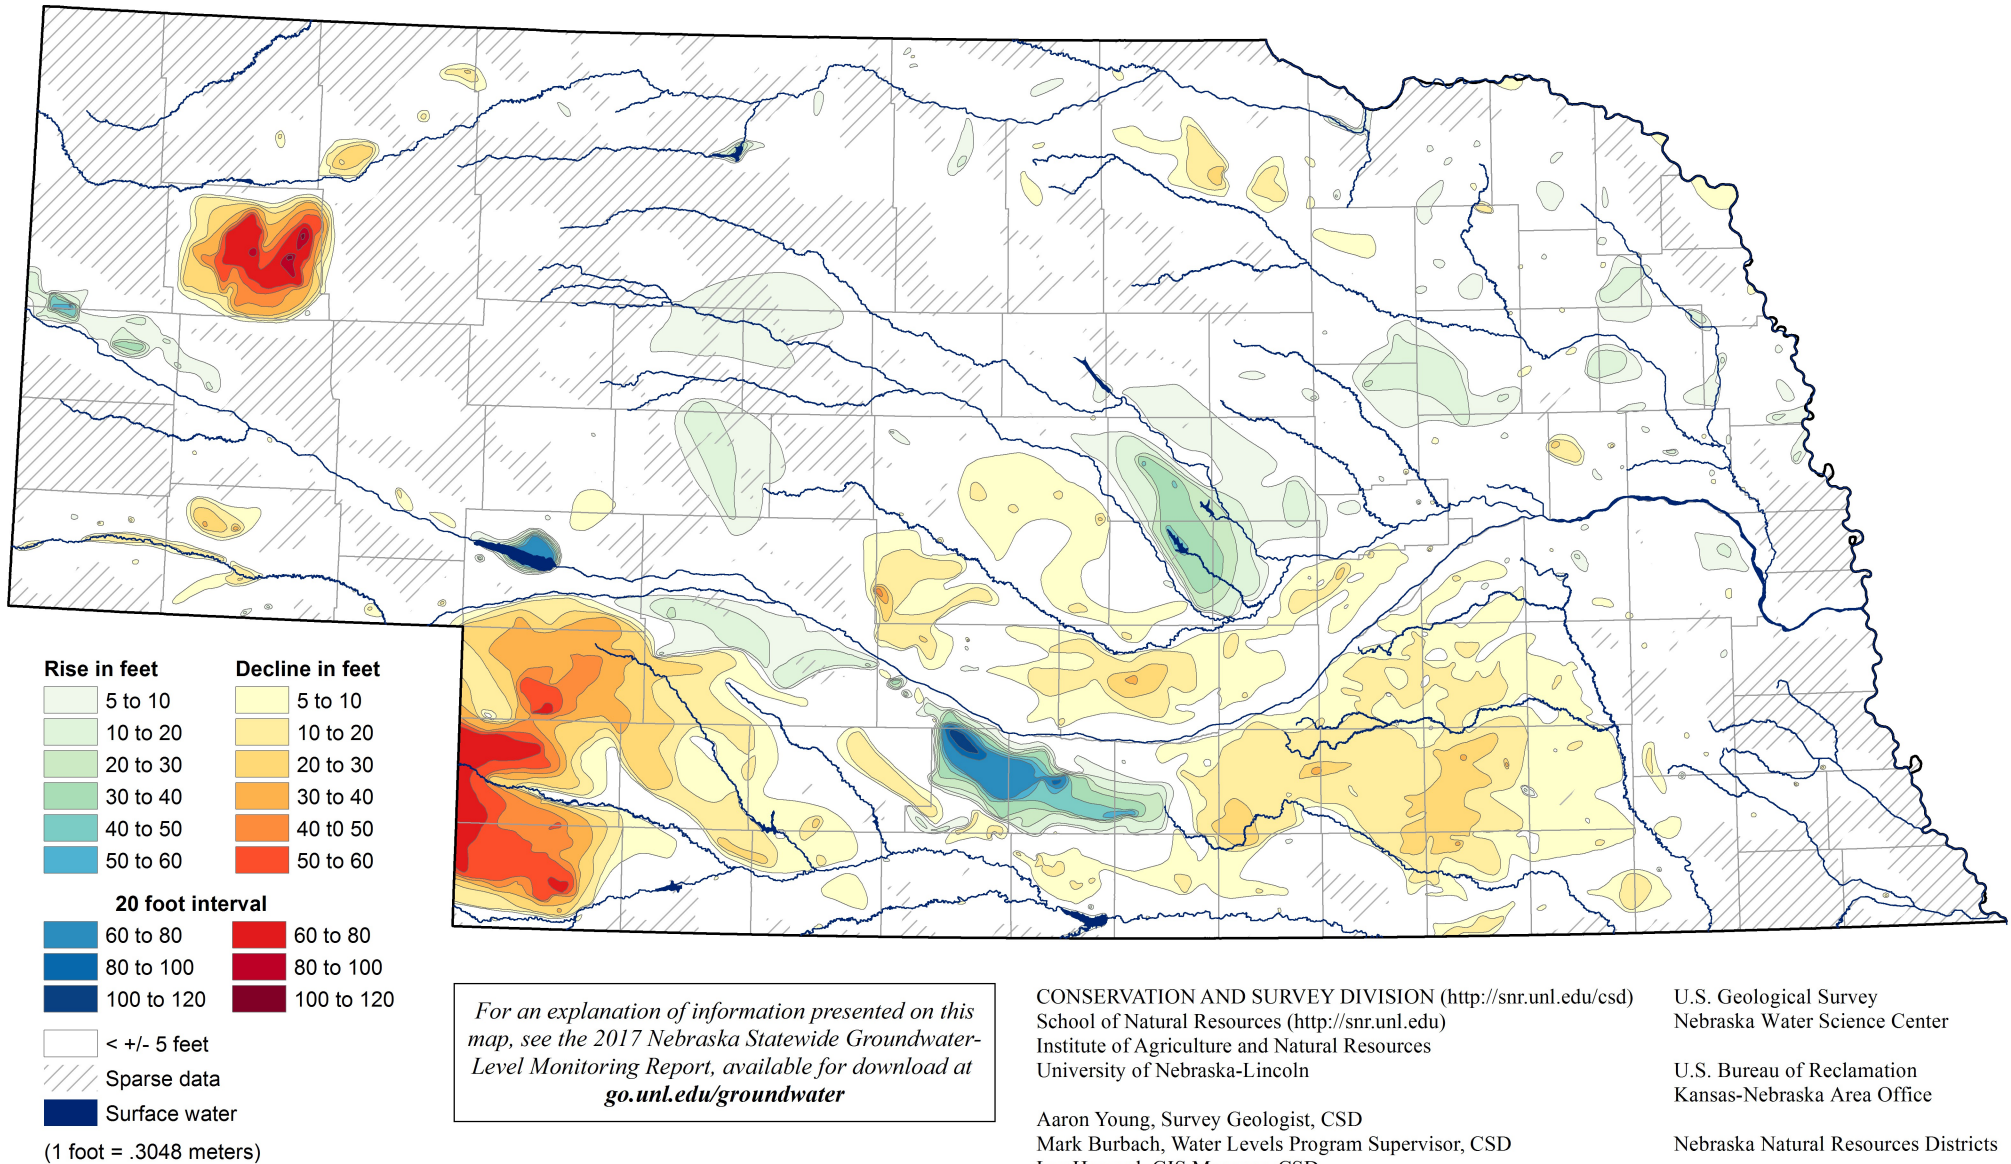 Rise in feet
5 to 10
10 to 20
20 to 30
30 to 40
40 to 50
50 to 60
Decline in feet
5 to 10
10 to 20
20 to 30
30 to 40
40 to 50
50 to 60
20 foot interval
60 to 80
80 to 100
100 to 120
60 to 80
80 to 100
100 to 120
< +/- 5 feet
Sparse data
Surface water
(1 foot = .3048 meters)
For an explanation of information presented on this
map, see the 2017 Nebraska Statewide Groundwater-
Level Monitoring Report, available for download at
go.unl.edu/groundwater
CONSERVATION AND SURVEY DIVISION (http://snr.unl.edu/csd)
School of Natural Resources (http://snr.unl.edu)
Institute of Agriculture and Natural Resources
University of Nebraska-Lincoln
Aaron Young, Survey Geologist, CSD
Mark Burbach, Water Levels Program Supervisor, CSD
U.S. Geological Survey
Nebraska Water Science Center
U.S. Bureau of Reclamation
Kansas-Nebraska Area Office
Nebraska Natural Resources Districts